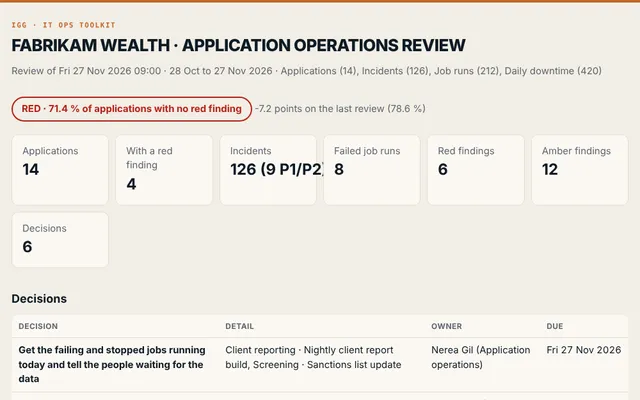 IGG · IT OPS TOOLKIT
FABRIKAM WEALTH · APPLICATION OPERATIONS REVIEW
Review of Fri 27 Nov 2026 09:00 · 28 Oct to 27 Nov 2026 · Applications (14), Incidents (126), Job runs (212), Daily downtime (420)
RED · 71.4 % of applications with no red finding -7.2 points on the last review (78.6 %)
Applications
14
With a red
finding
4
Incidents
126 (9 P1/P2)
Failed job runs
8
Red findings
6
Amber findings
12
Decisions
6
Decisions
DECISION DETAIL OWNER DUE
Get the failing and stopped jobs running
today and tell the people waiting for the
data
Client reporting · Nightly client report
build, Screening · Sanctions list update
Nerea Gil (Application
operations)
Fri 27 Nov 2026